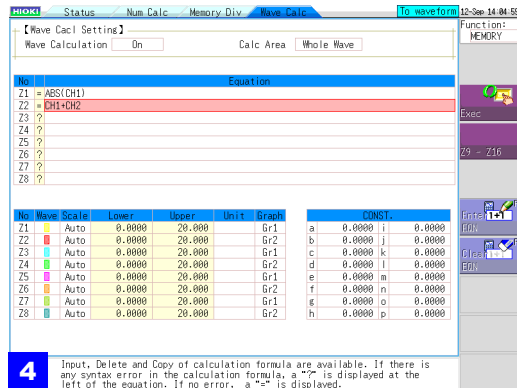 HIOKI Status Num Calc Memory Div Wave Calc To waveform 12-Sep 14:04:55
Function:
MEMORY
【Wave Cacl Setting】
Wave Calculation On Calc Area Whole Wave
No Equation
Z1 = ABS(CH1)
Z2 = CH1+CH2
Z3 ?
Z4 ?
Z5 ?
Z6 ?
Z7 ?
Z8 ?
Exec
Z9 - Z16
Enter 1+1
EQN
Clear 1+1
EQN
No Wave Scale Lower Upper Unit Graph CONST.
Z1 Auto 0.0000 20.000 Gr1 a 0.0000 i 0.0000
Z2 Auto 0.0000 20.000 Gr2 b 0.0000 j 0.0000
Z3 Auto 0.0000 20.000 Gr1 c 0.0000 k 0.0000
Z4 Auto 0.0000 20.000 Gr2 d 0.0000 l 0.0000
Z5 Auto 0.0000 20.000 Gr1 e 0.0000 m 0.0000
Z6 Auto 0.0000 20.000 Gr2 f 0.0000 n 0.0000
Z7 Auto 0.0000 20.000 Gr1 g 0.0000 o 0.0000
Z8 Auto 0.0000 20.000 Gr2 h 0.0000 p 0.0000
4
Input, Delete and Copy of calculation formula are available. If there is
any syntax error in the calculation formula, a "?" is displayed at the
left of the equation. If no error, a "=" is displayed.